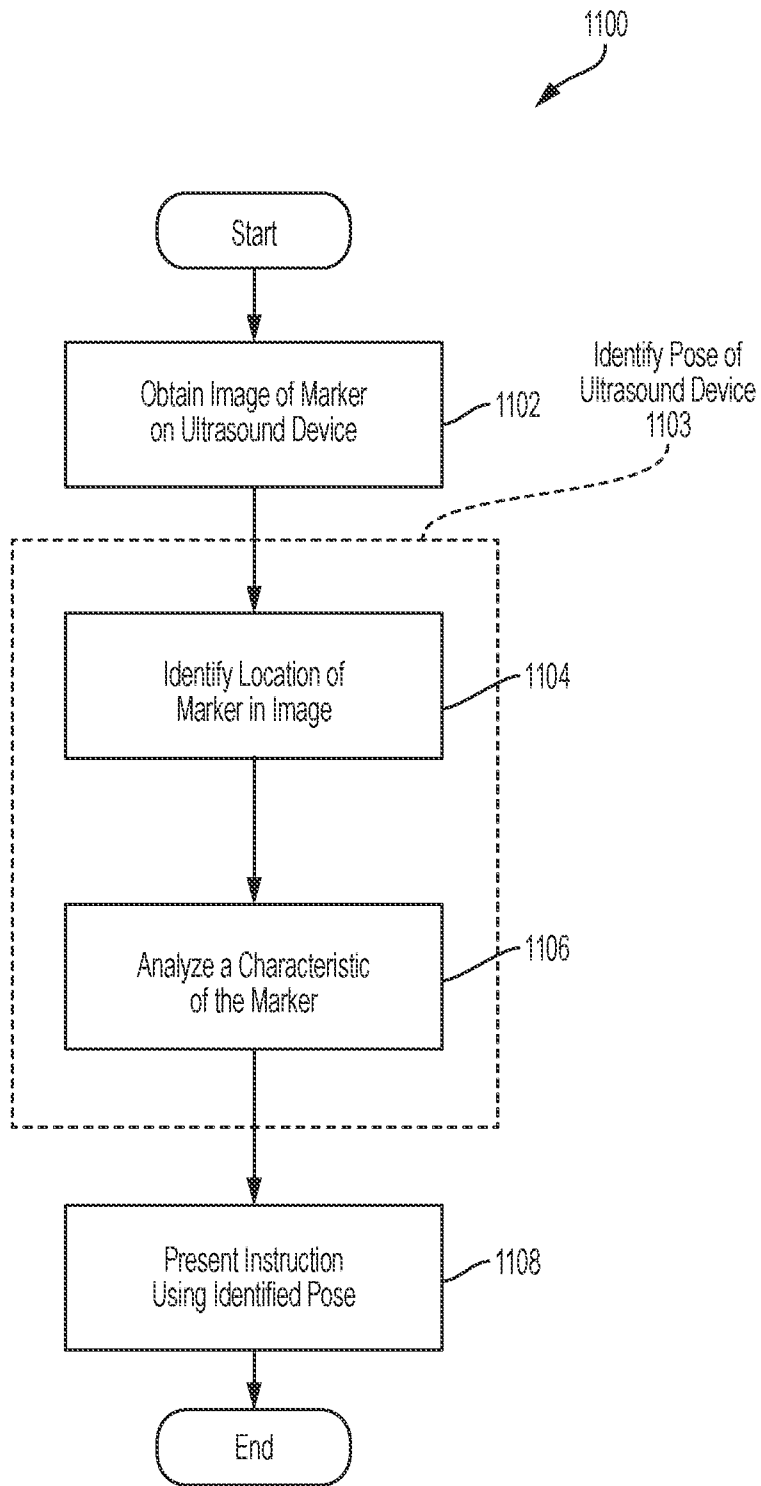 1100
Start
Obtain Image of Marker
on Ultrasound Device
1102
Identify Pose of
Ultrasound Device
1103
Identify Location of
Marker in Image
1104
Analyze a Characteristic
of the Marker
1106
Present Instruction
Using Identified Pose
1108
End